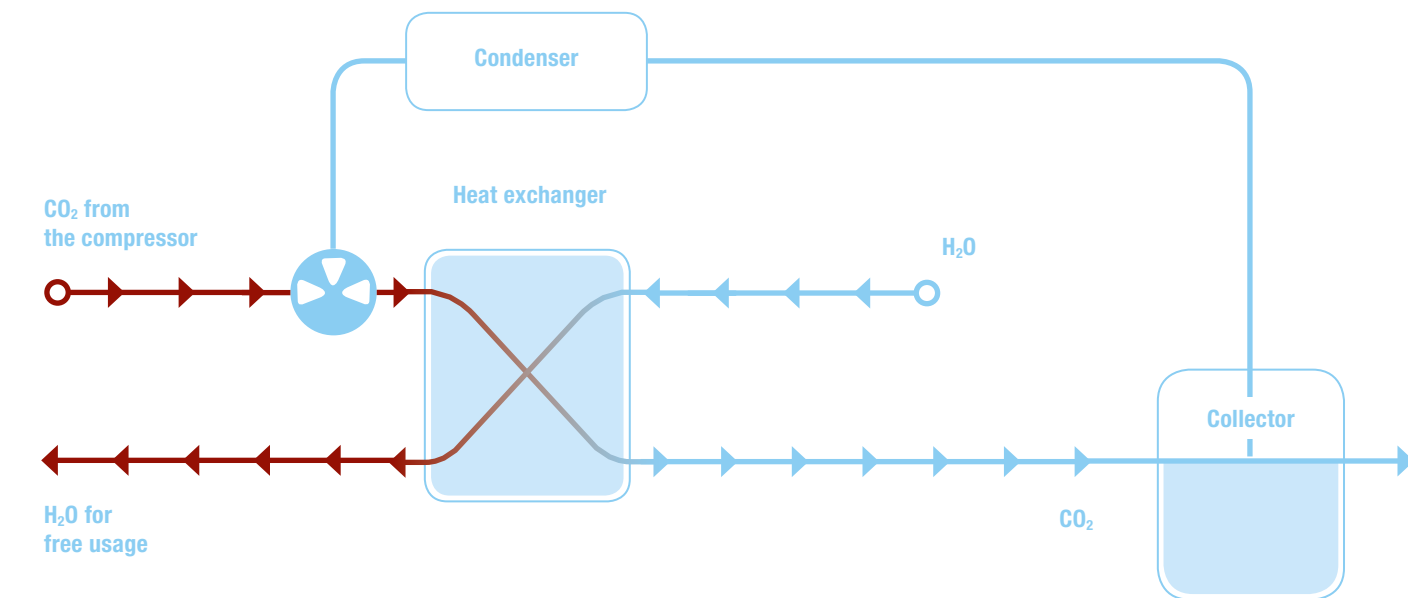 Condenser
Heat exchanger
CO₂ from
the compressor
H₂O
Collector
H₂O for
free usage
CO₂